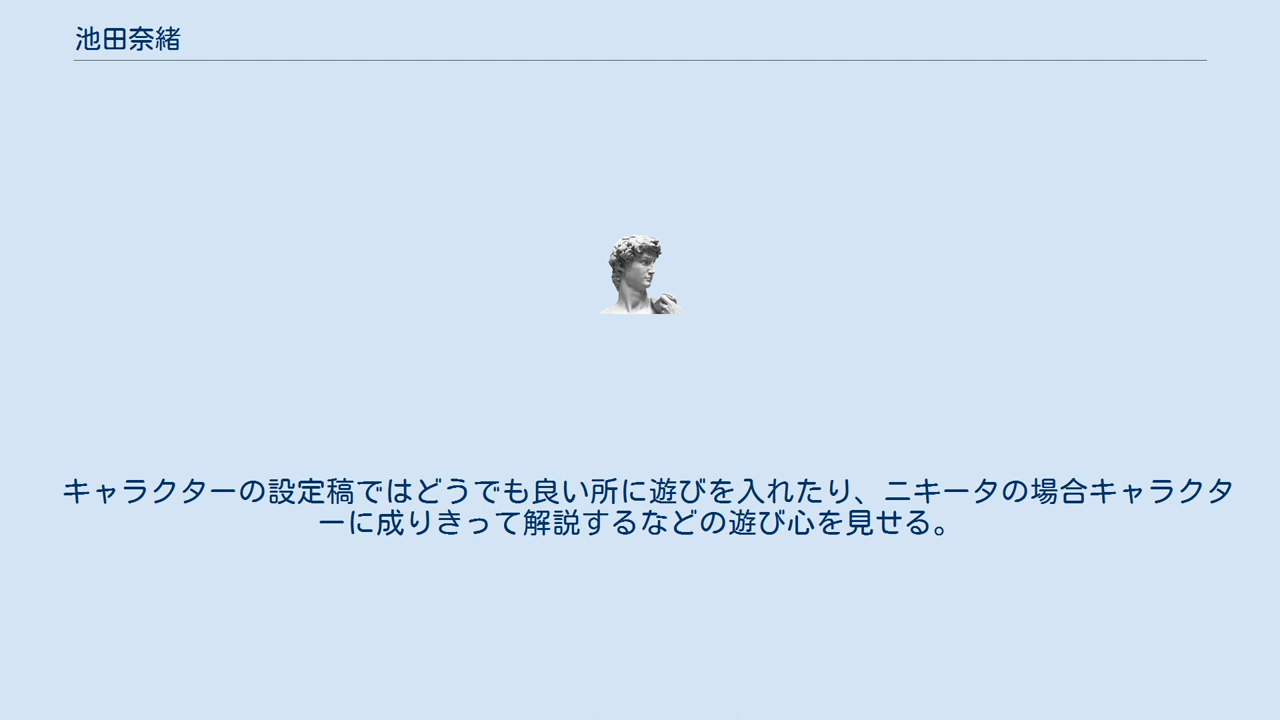 池田奈緒
キャラクターの設定稿ではどうでも良い所に遊びを入れたり、ニキータの場合キャラクタ
ーに成りきって解説するなどの遊び心を見せる。